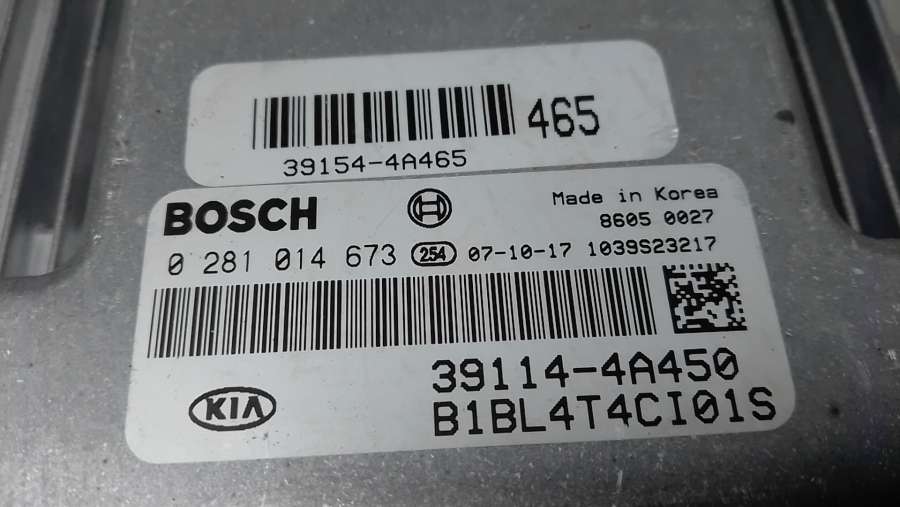 465
39154-4A465
BOSCH
Made in Korea
8605 0027
0 281 014 673 254 07-10-17 1039S23217
39114-4A450
KIA
B1BL4T4CI01S